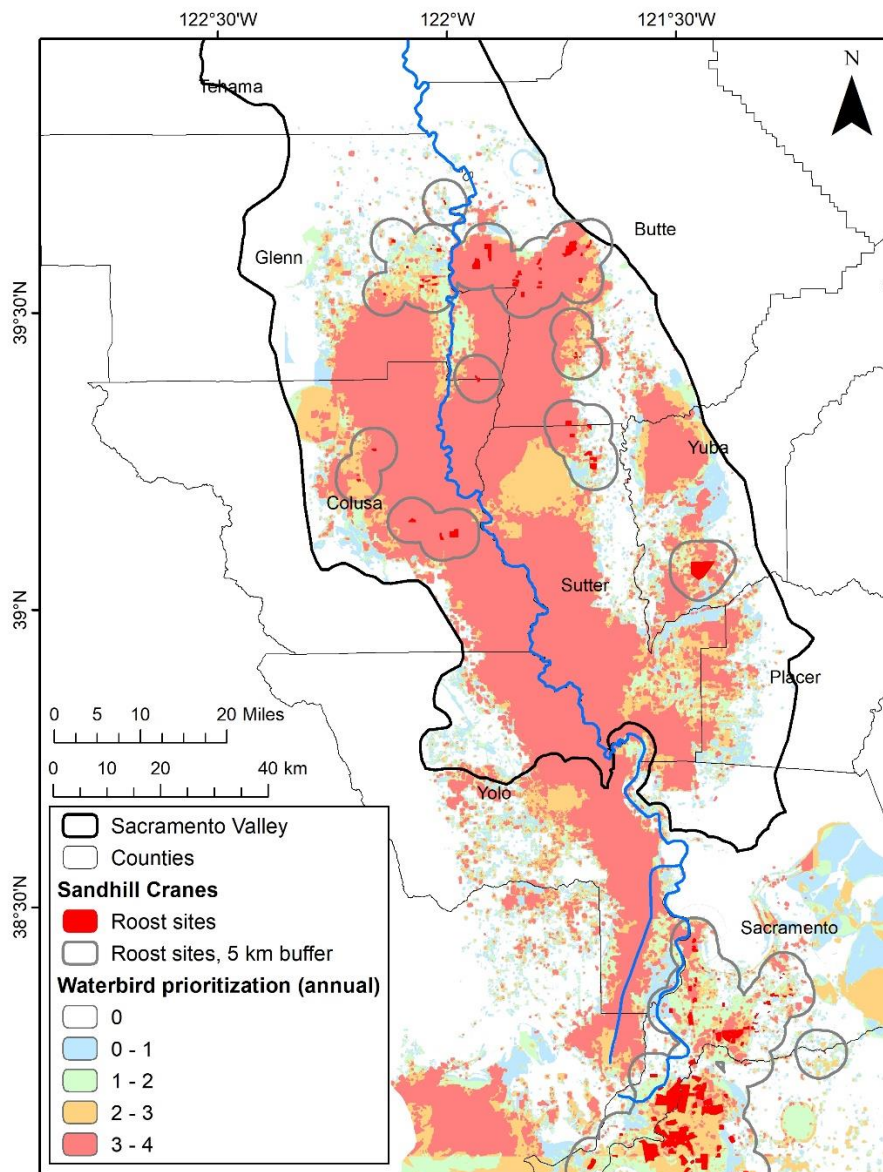 122°30'W
122°W
121°30'W
N
Tehama
Butte
Glenn
39°30'N
Yuba
Colusa
39°N
Sutter
Placer
0 5 10 20 Miles
0 10 20 40 km
Yolo
Sacramento Valley
Counties
Sandhill Cranes
Roost sites
Roost sites, 5 km buffer
Waterbird prioritization (annual)
0
0 - 1
1 - 2
2 - 3
3 - 4
38°30'N
Sacramento